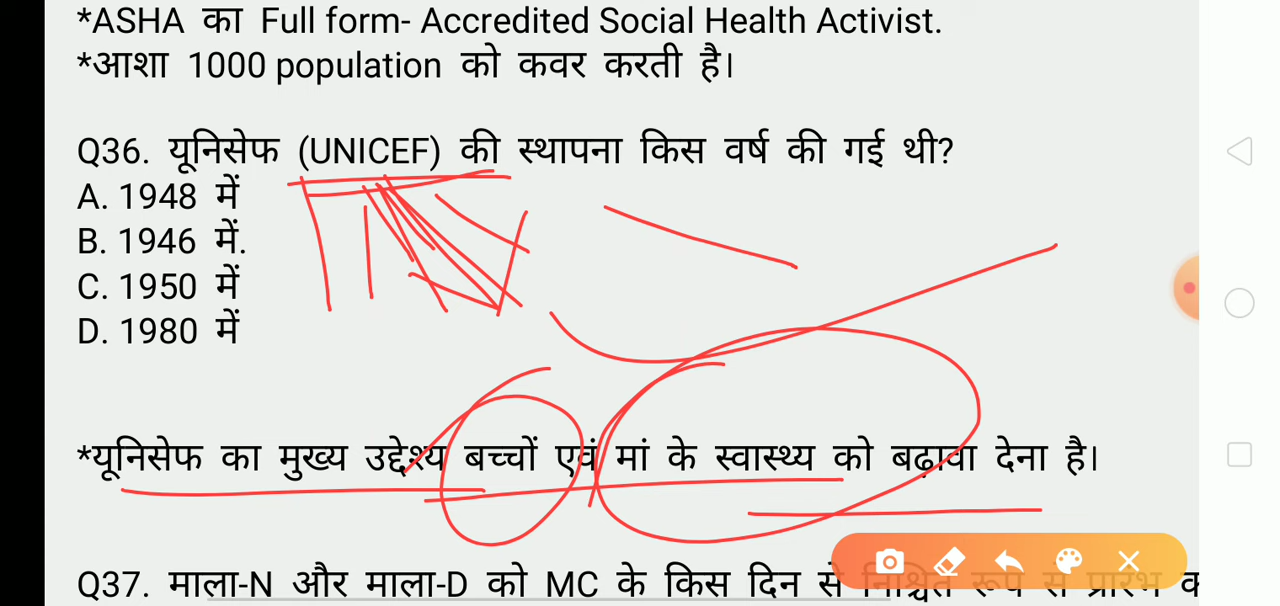 *ASHA का Full form- Accredited Social Health Activist.
*आशा 1000 population को कवर करती है।
Q36. यूनिसेफ (UNICEF) की स्थापना किस वर्ष की गई थी?
A. 1948 में
B. 1946 में.
C. 1950 में
D. 1980 में
*यूनिसेफ का मुख्य उद्देश्य बच्चों एवं मां के स्वास्थ्य को बढ़ावा देना है।
Q37. माला-N और माला-D को MC के किस दिन से निश्चित रूप से प्रारंभ